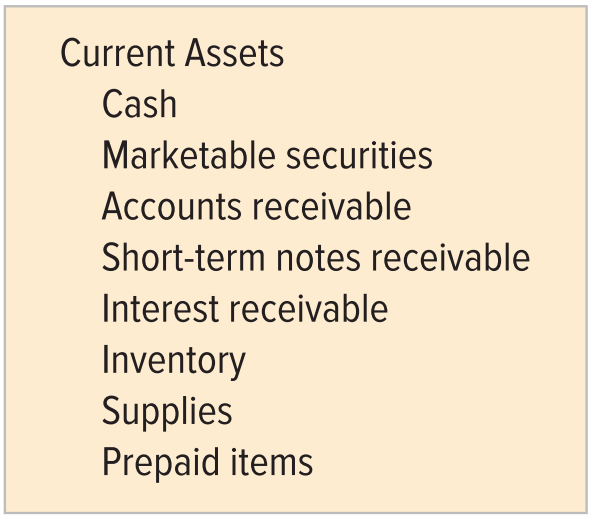 Current Assets
Cash
Marketable securities
Accounts receivable
Short-term notes receivable
Interest receivable
Inventory
Supplies
Prepaid items